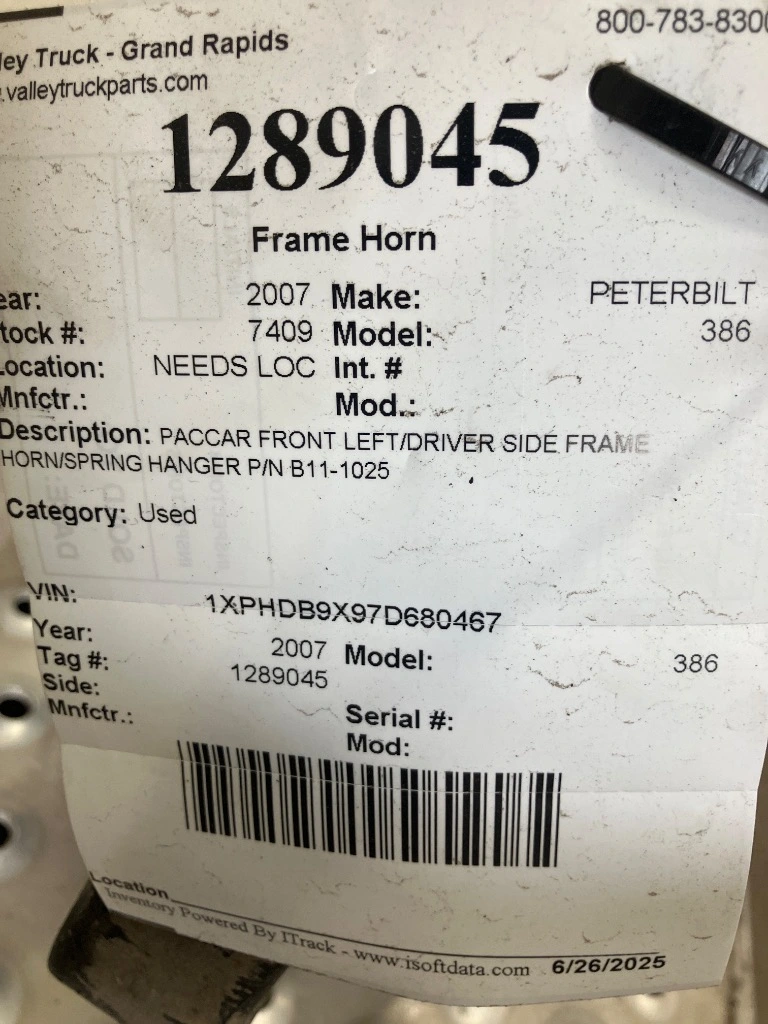 ley Truck - Grand Rapids 800-783-8300
.valleytruckparts.com
1289045
Frame Horn
ear: 2007 Make: PETERBILT
tock #: 7409 Model: 386
Location: NEEDS LOC Int. #
Mnfctr.: Mod.:
Description: PACCAR FRONT LEFT/DRIVER SIDE FRAME
HORN/SPRING HANGER P/N B11-1025
Category: Used
VIN: 1XPHDB9X97D680467
Year: 2007 Model: 386
Tag #: 1289045
Side: Serial #:
Mnfctr.: Mod:
Location
Inventory Powered By ITrack - www.isoftdata.com 6/26/2025